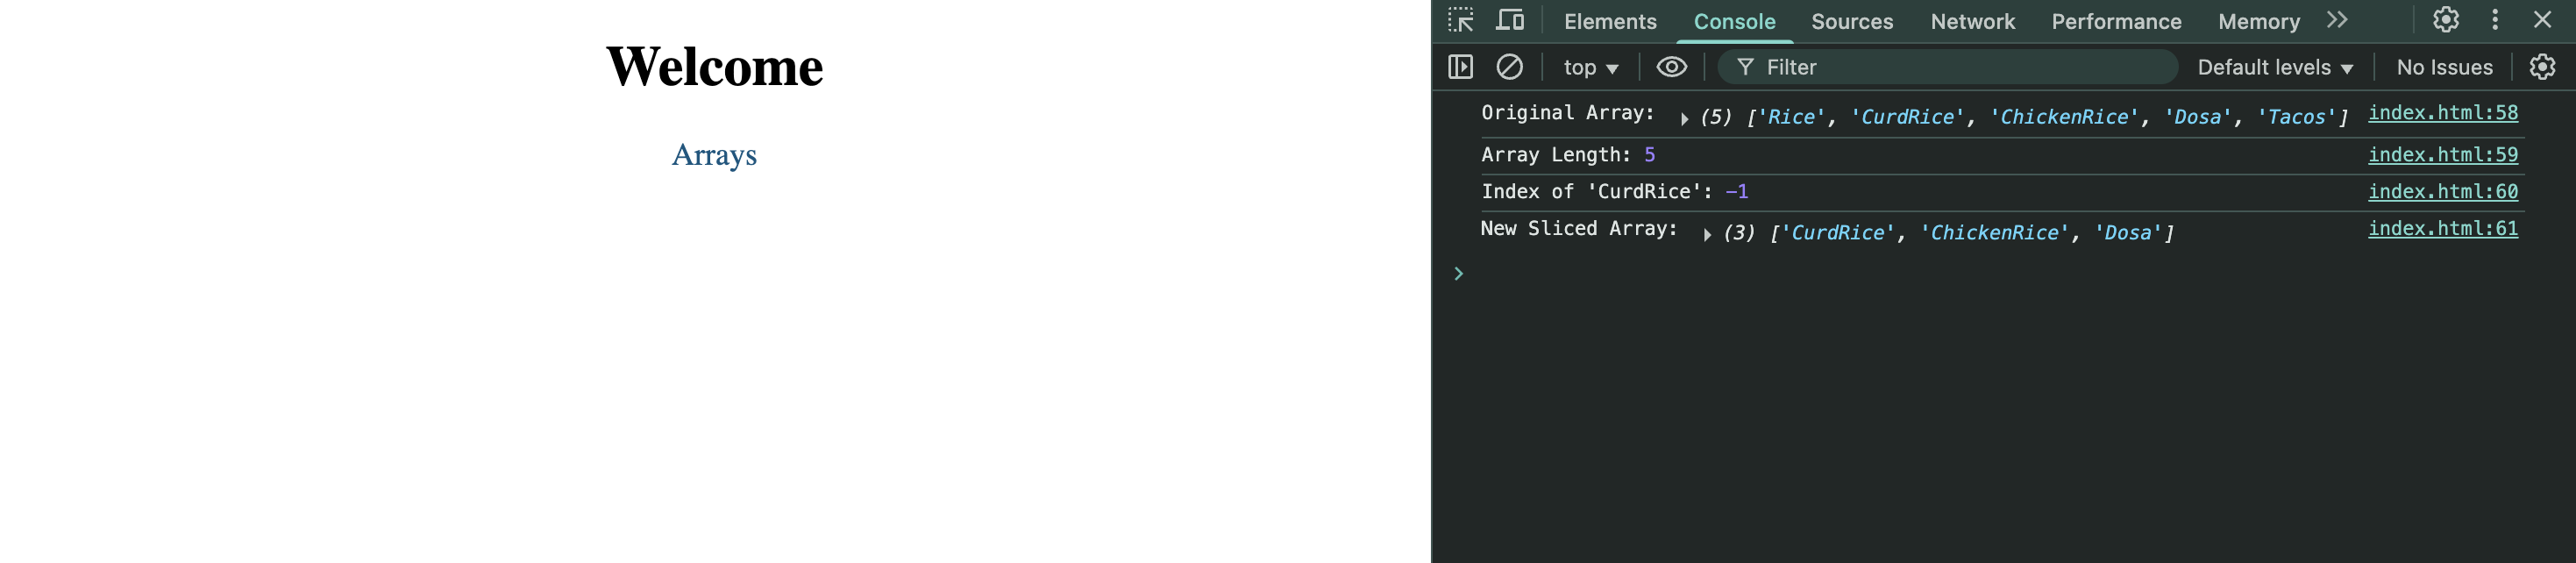 Welcome
Arrays
Elements Console Sources Network Performance Memory
top Filter Default levels No Issues
Original Array: (5) ['Rice', 'CurdRice', 'ChickenRice', 'Dosa', 'Tacos'] index.html:58
Array Length: 5 index.html:59
Index of 'CurdRice': -1 index.html:60
New Sliced Array: (3) ['CurdRice', 'ChickenRice', 'Dosa'] index.html:61